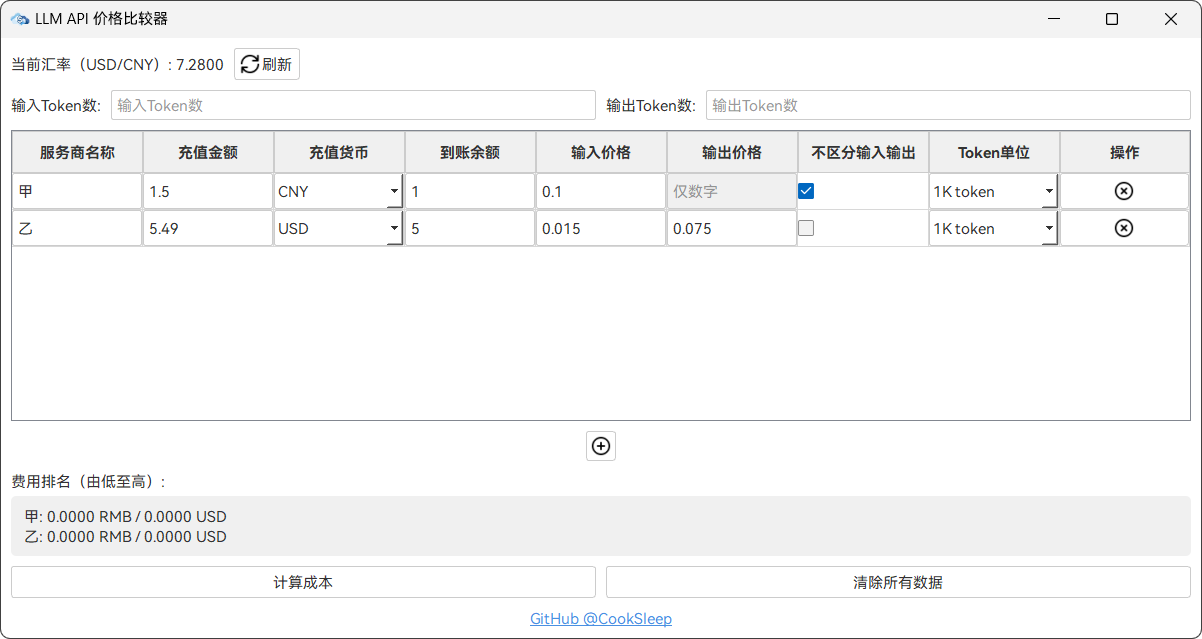 LLM API 价格比较器
当前汇率（USD/CNY）: 7.2800 刷新
输入Token数: 输入Token数 输出Token数: 输出Token数
服务商名称 充值金额 充值货币 到账余额 输入价格 输出价格 不区分输入输出 Token单位 操作
甲 1.5 CNY 1 0.1 仅数字 1K token
乙 5.49 USD 5 0.015 0.075 1K token
费用排名（由低至高）:
甲: 0.0000 RMB / 0.0000 USD
乙: 0.0000 RMB / 0.0000 USD
计算成本 清除所有数据
GitHub @CookSleep